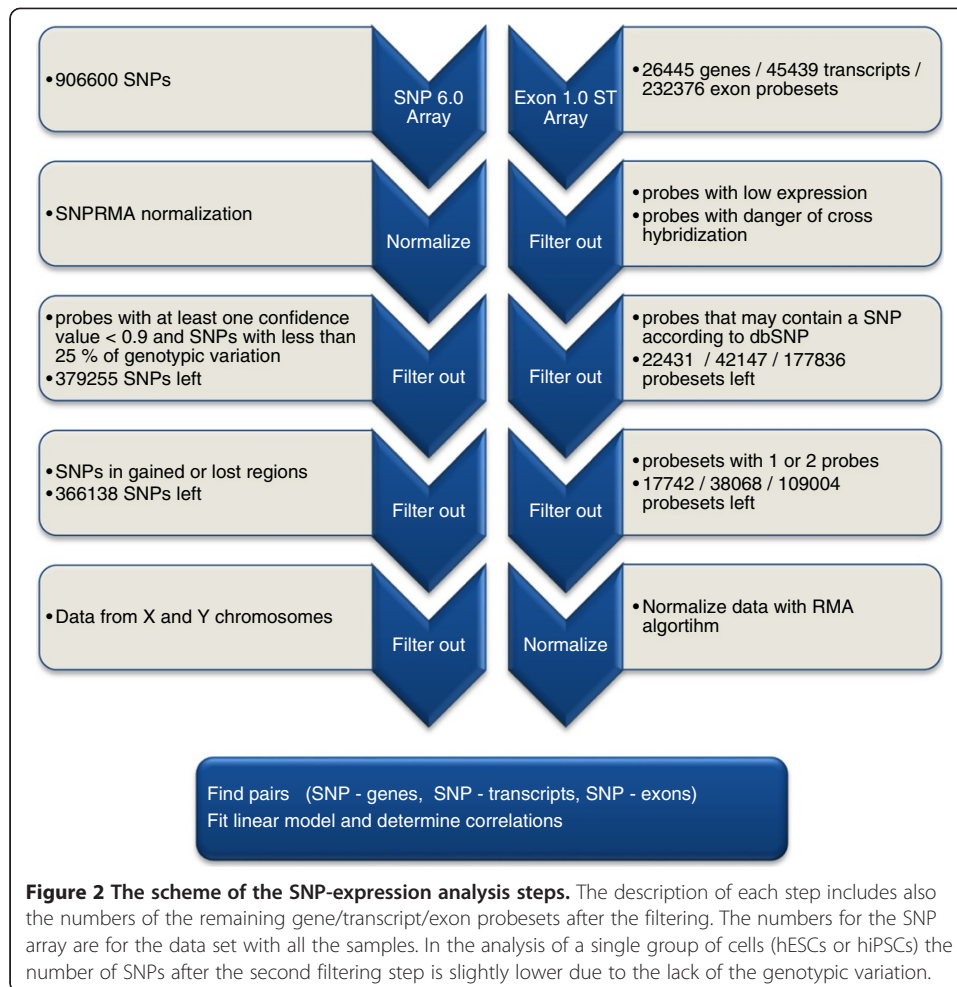 •906600 SNPs
SNP 6.0
Array
Exon 1.0 ST
Array
•26445 genes / 45439 transcripts /
232376 exon probesets
•SNPRMA normalization
Normalize
Filter out
•probes with low expression
•probes with danger of cross
hybridization
•probes with at least one confidence
value < 0.9 and SNPs with less than
25 % of genotypic variation
•379255 SNPs left
Filter out
Filter out
•probes that may contain a SNP
according to dbSNP
•22431 / 42147 / 177836
probesets left
•SNPs in gained or lost regions
•366138 SNPs left
Filter out
Filter out
•probesets with 1 or 2 probes
•17742 / 38068 / 109004
probesets left
•Data from X and Y chromosomes
Filter out
Normalize
•Normalize data with RMA
algortihm
Find pairs (SNP - genes, SNP - transcripts, SNP - exons)
Fit linear model and determine correlations
Figure 2 The scheme of the SNP-expression analysis steps. The description of each step includes also
the numbers of the remaining gene/transcript/exon probesets after the filtering. The numbers for the SNP
array are for the data set with all the samples. In the analysis of a single group of cells (hESCs or hiPSCs) the
number of SNPs after the second filtering step is slightly lower due to the lack of the genotypic variation.